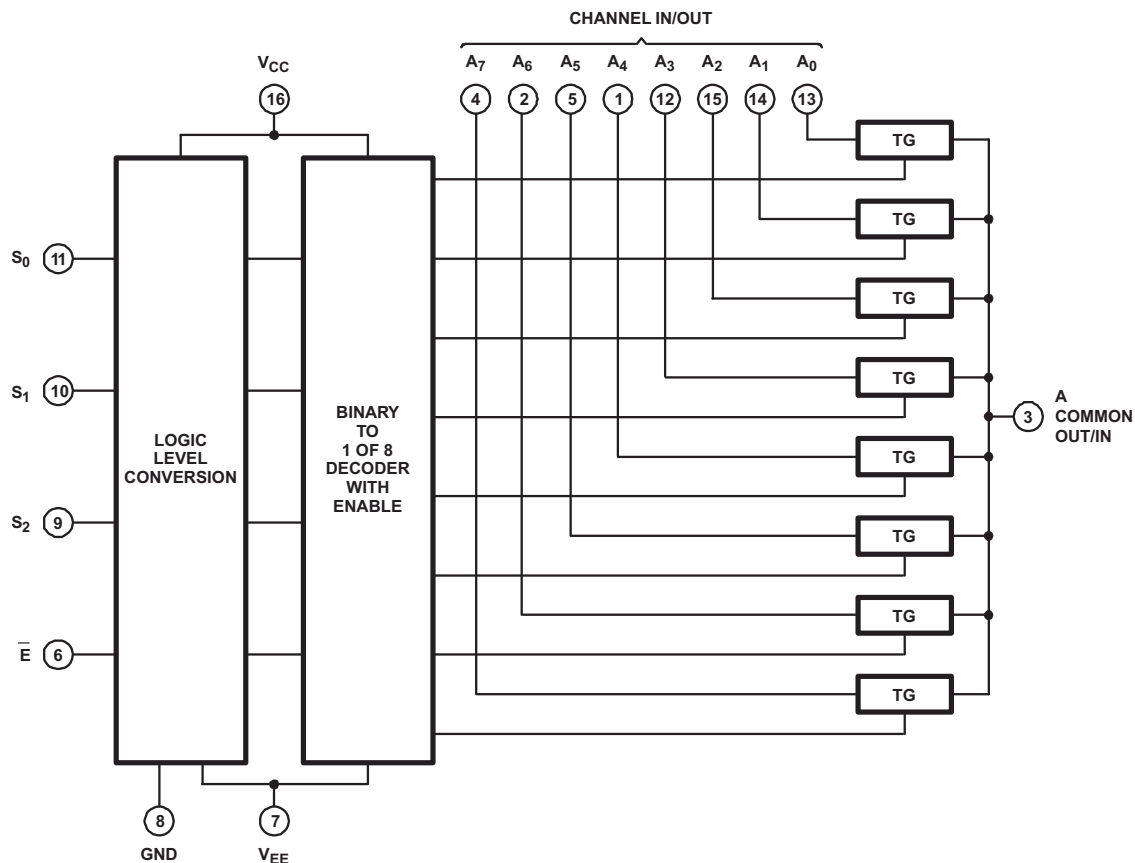 CHANNEL IN/OUT
VCC
A7 A6 A5 A4 A3 A2 A1 A0
16
4 2 5 1 12 15 14 13
TG
TG
S0 11
TG
TG
S1 10
BINARY
TO
1 OF 8
DECODER
WITH
ENABLE
LOGIC
LEVEL
CONVERSION
3
A
COMMON
OUT/IN
TG
S2 9
TG
TG
E̅ 6
TG
8
7
GND
VEE